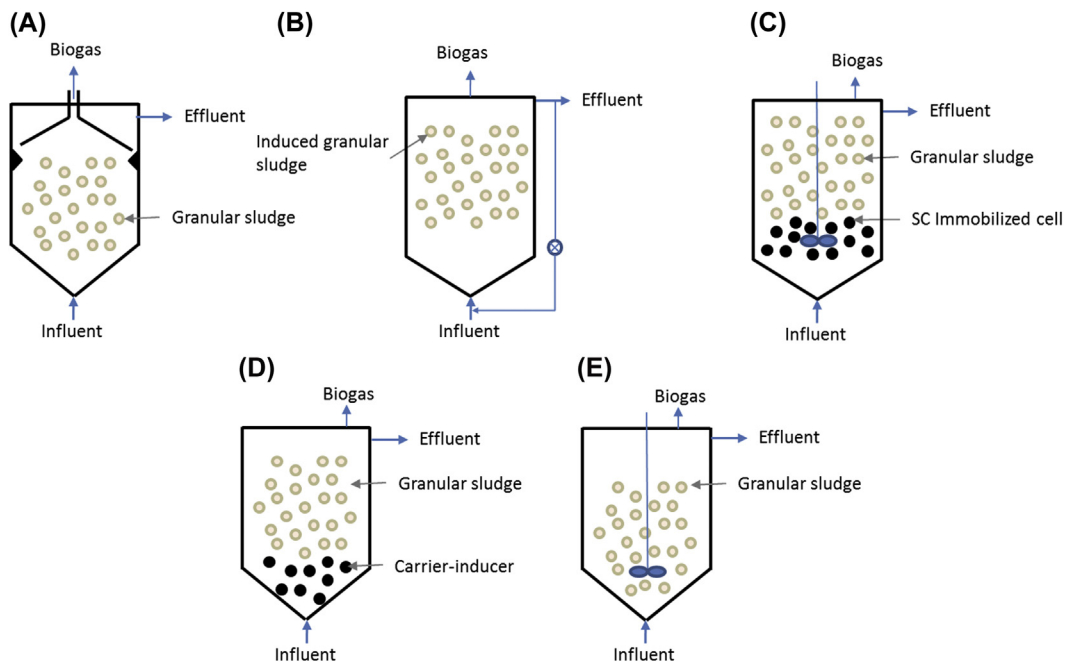 (A)
Biogas
Effluent
Granular sludge
Influent
(B)
Biogas
Effluent
Induced granular
sludge
Influent
(C)
Biogas
Effluent
Granular sludge
SC Immobilized cell
Influent
(D)
Biogas
Effluent
Granular sludge
Carrier-inducer
Influent
(E)
Biogas
Effluent
Granular sludge
Influent